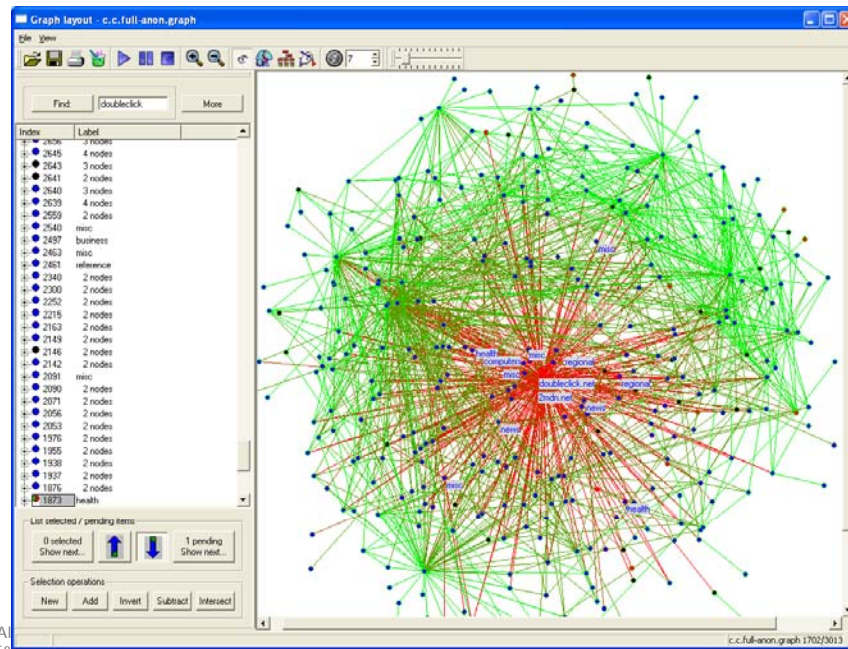 Graph layout - c.c.full-anon.graph
File View
7
Find: doubleclick More
Index Label
2656 3 nodes
2645 4 nodes
2643 3 nodes
2641 2 nodes
2640 3 nodes
2639 4 nodes
2559 2 nodes
2540 misc
2497 business
2463 misc
2461 reference
2340 2 nodes
2300 2 nodes
2252 2 nodes
2215 2 nodes
2163 2 nodes
2149 2 nodes
2146 2 nodes
2142 2 nodes
2091 misc
2090 2 nodes
2071 2 nodes
2056 2 nodes
2053 2 nodes
1976 2 nodes
1955 2 nodes
1938 2 nodes
1937 2 nodes
1876 2 nodes
1873 health
List selected / pending items
0 selected
Show next...
1 pending
Show next...
Selection operations
New Add Invert Subtract Intersect
misc
health
misc
computers
regional
misc
doubleclick.net
regional
2mdn.net
news
news
misc
health
c.c.full-anon.graph 1702/3013